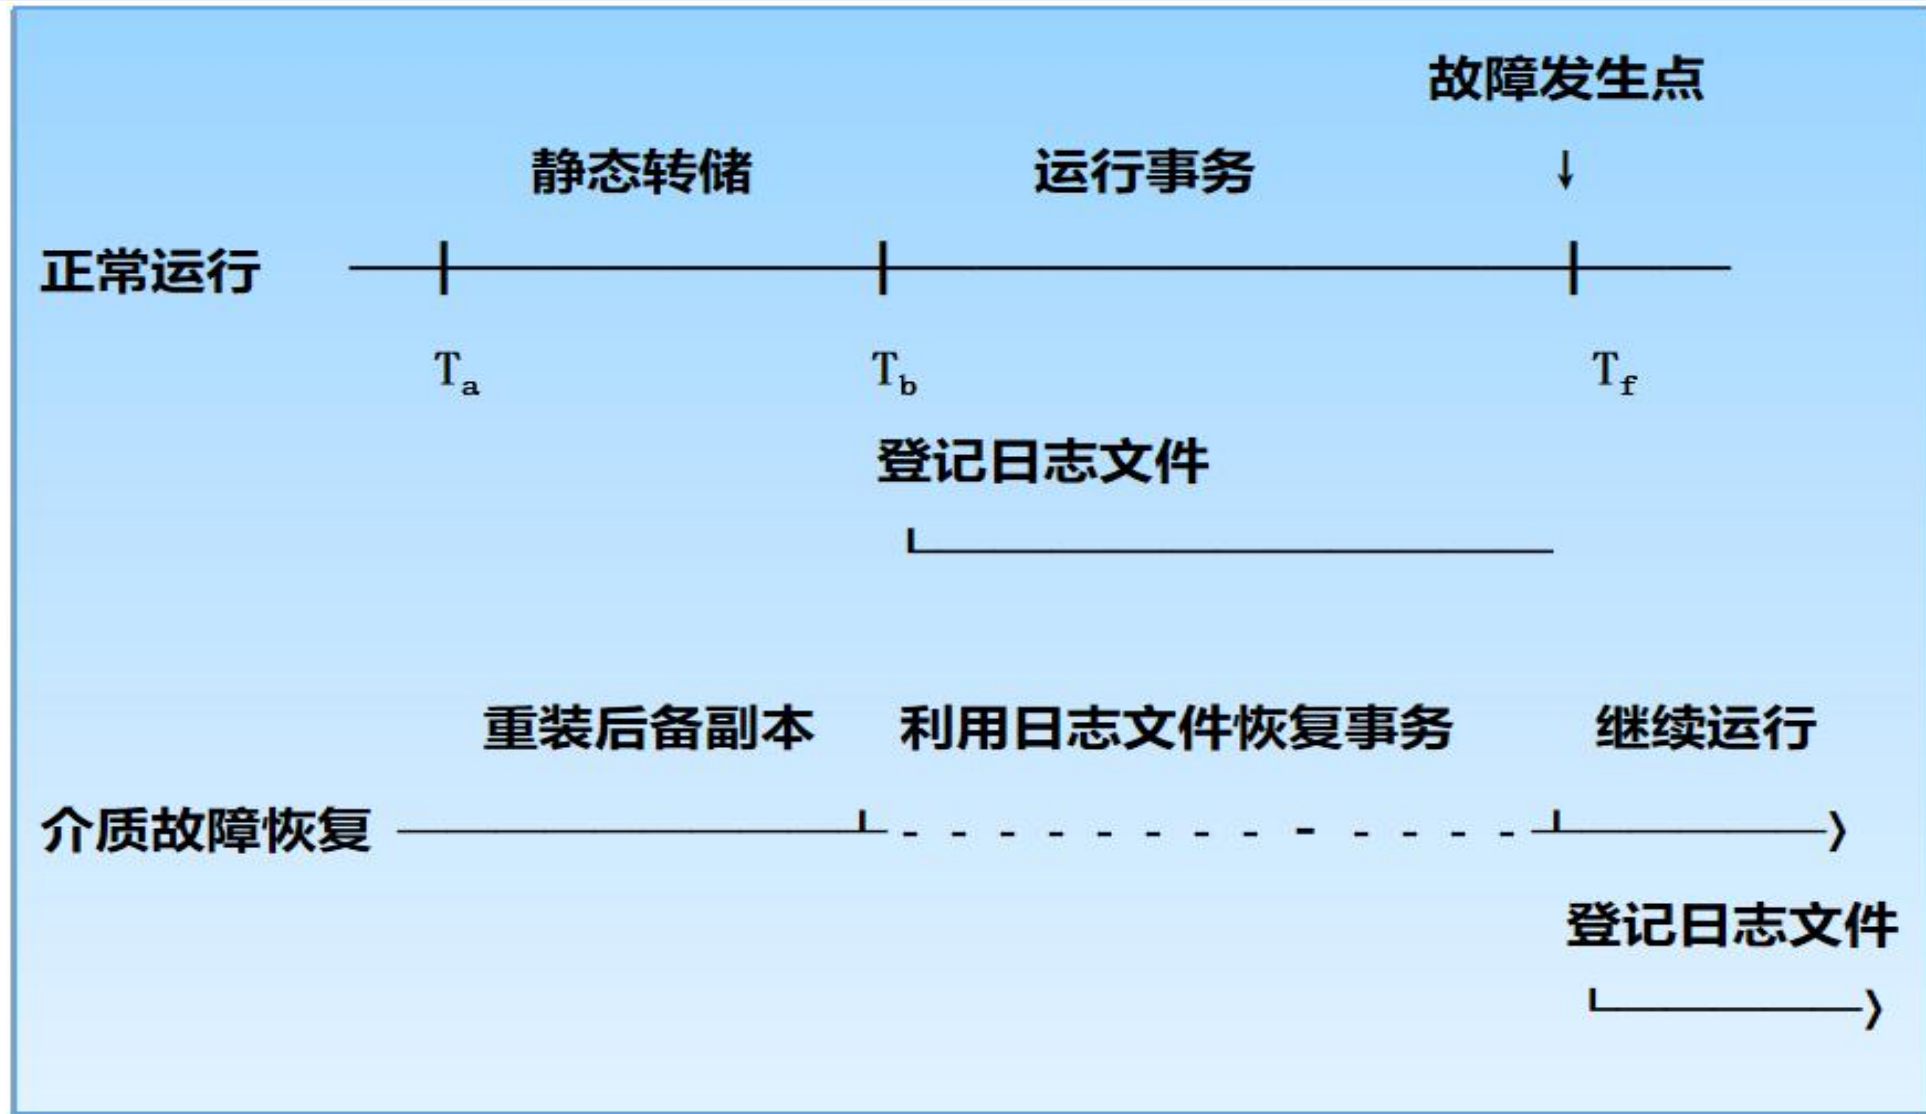 故障发生点
静态转储 运行事务 ↓
正常运行
Ta Tb Tf
登记日志文件
重装后备副本 利用日志文件恢复事务 继续运行
介质故障恢复
登记日志文件